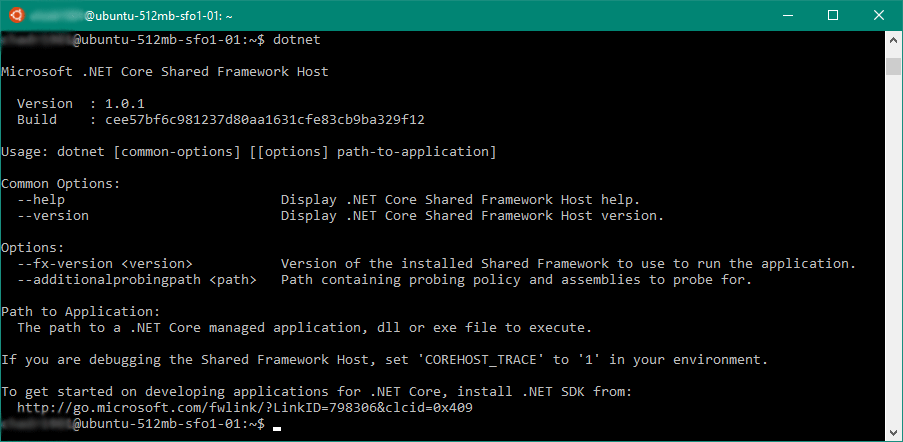 @ubuntu-512mb-sfo1-01: ~
@ubuntu-512mb-sfo1-01:~$ dotnet
Microsoft .NET Core Shared Framework Host
Version  : 1.0.1
Build    : cee57bf6c981237d80aa1631cfe83cb9ba329f12
Usage: dotnet [common-options] [[options] path-to-application]
Common Options:
--help                           Display .NET Core Shared Framework Host help.
--version                        Display .NET Core Shared Framework Host version.
Options:
--fx-version <version>           Version of the installed Shared Framework to use to run the application.
--additionalprobingpath <path>   Path containing probing policy and assemblies to probe for.
Path to Application:
The path to a .NET Core managed application, dll or exe file to execute.
If you are debugging the Shared Framework Host, set 'COREHOST_TRACE' to '1' in your environment.
To get started on developing applications for .NET Core, install .NET SDK from:
http://go.microsoft.com/fwlink/?LinkID=798306&clcid=0x409
@ubuntu-512mb-sfo1-01:~$